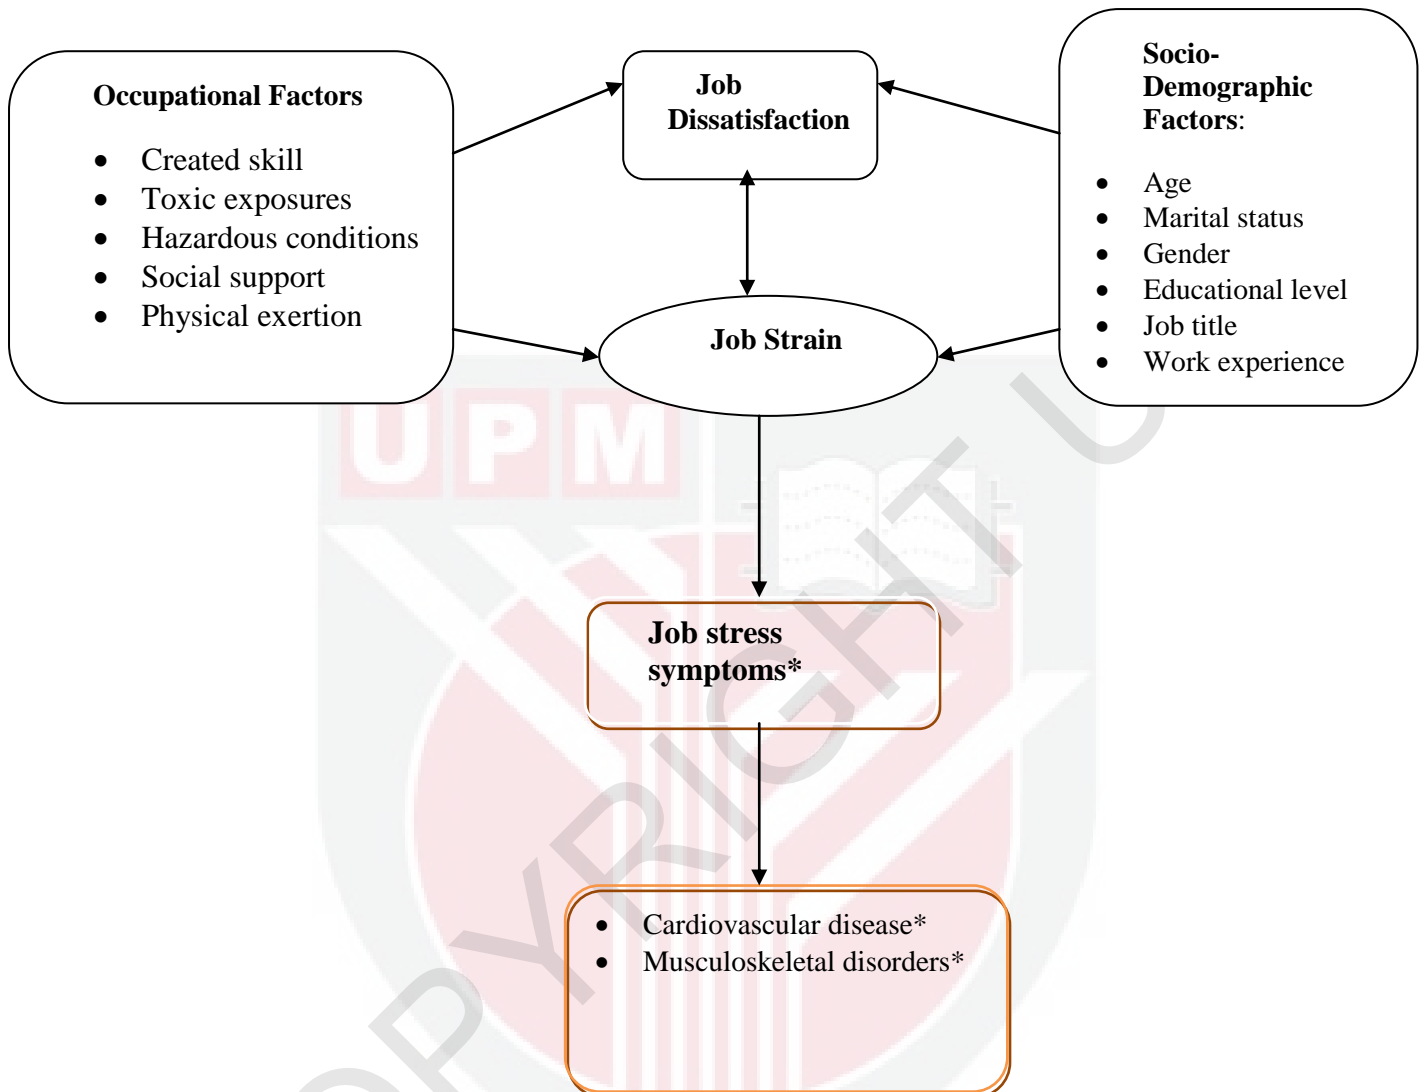 Occupational Factors
• Created skill
• Toxic exposures
• Hazardous conditions
• Social support
• Physical exertion
Job
Dissatisfaction
Socio-
Demographic
Factors:
• Age
• Marital status
• Gender
• Educational level
• Job title
• Work experience
Job Strain
Job stress
symptoms*
• Cardiovascular disease*
• Musculoskeletal disorders*
UPM
OPYRIGHT U